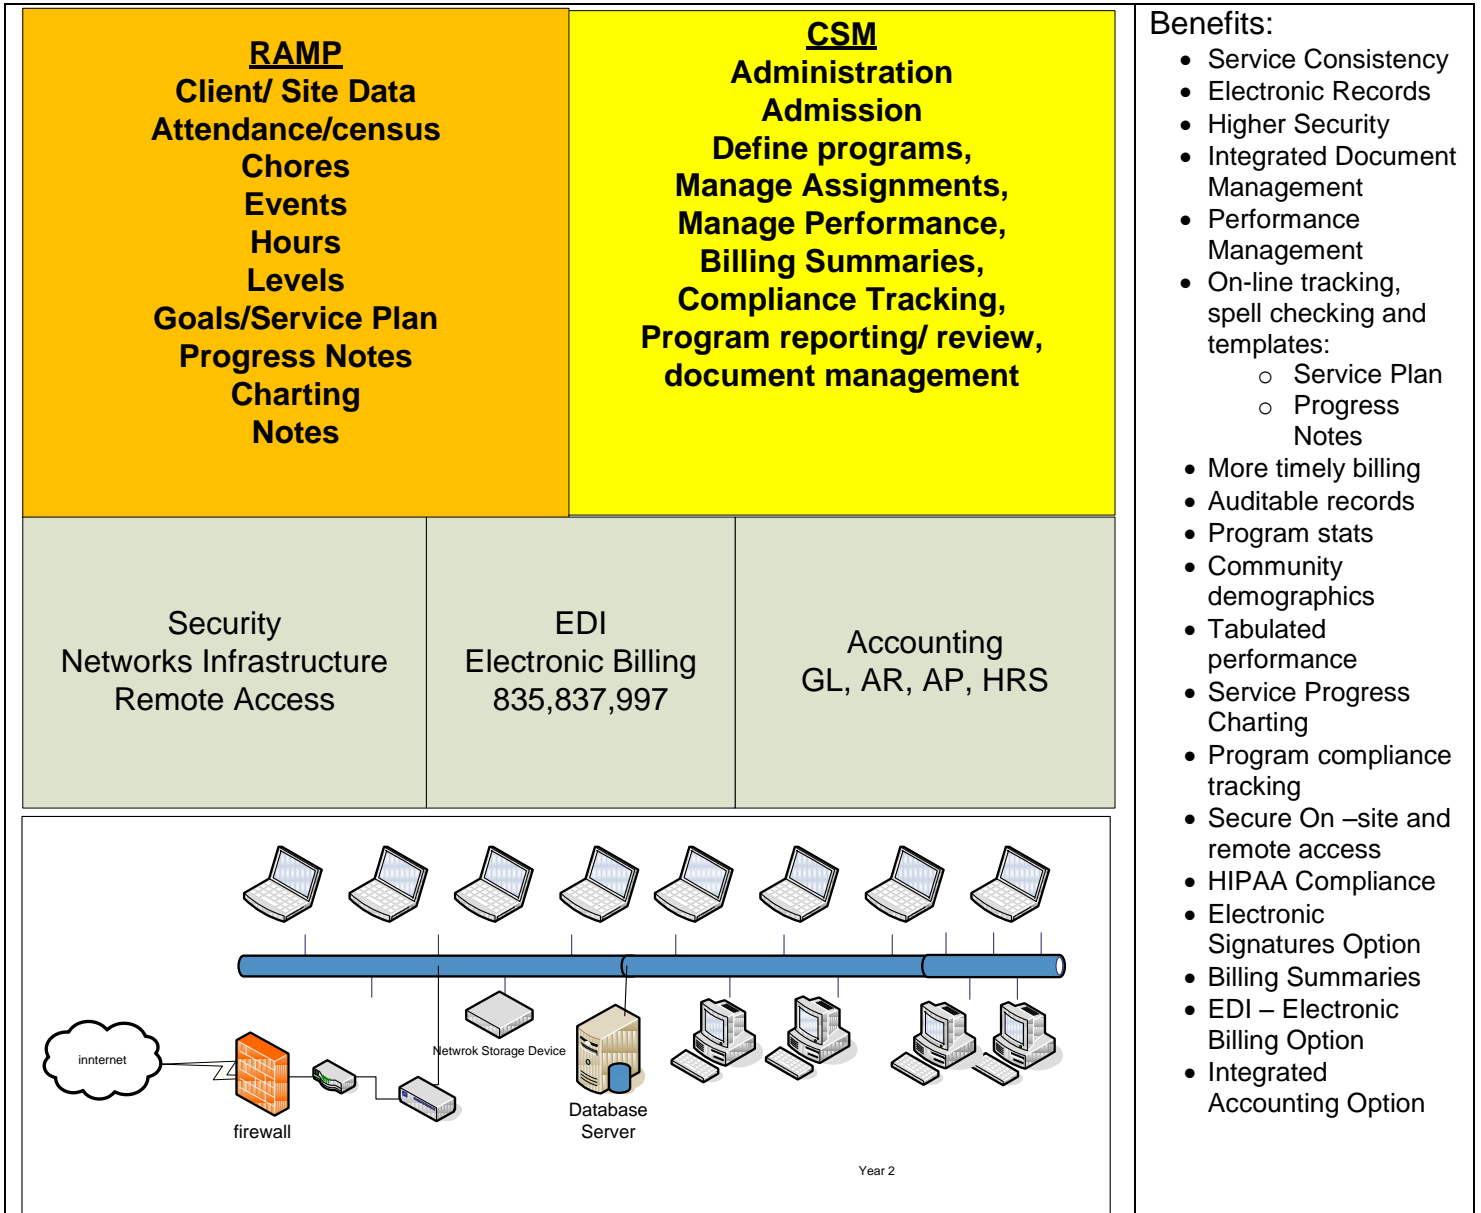 RAMP
Client/ Site Data
Attendance/census
Chores
Events
Hours
Levels
Goals/Service Plan
Progress Notes
Charting
Notes
CSM
Administration
Admission
Define programs,
Manage Assignments,
Manage Performance,
Billing Summaries,
Compliance Tracking,
Program reporting/ review,
document management
Security
Networks Infrastructure
Remote Access
EDI
Electronic Billing
835,837,997
Accounting
GL, AR, AP, HRS
innternet
firewall
Netwrok Storage Device
Database
Server
Year 2
Benefits:
• Service Consistency
• Electronic Records
• Higher Security
• Integrated Document
Management
• Performance
Management
• On-line tracking,
spell checking and
templates:
o Service Plan
o Progress
Notes
• More timely billing
• Auditable records
• Program stats
• Community
demographics
• Tabulated
performance
• Service Progress
Charting
• Program compliance
tracking
• Secure On –site and
remote access
• HIPAA Compliance
• Electronic
Signatures Option
• Billing Summaries
• EDI – Electronic
Billing Option
• Integrated
Accounting Option